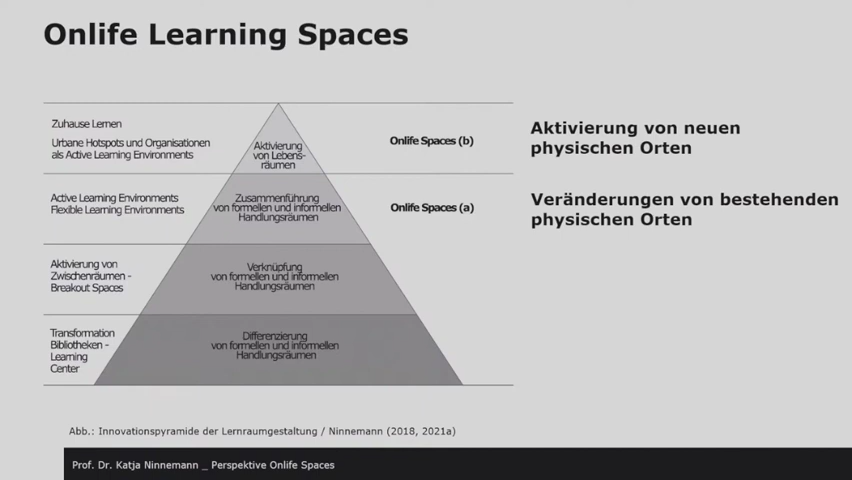 Onlife Learning Spaces
Zuhause Lernen
Urbane Hotspots und Organisationen
als Active Learning Environments
Aktivierung
von Lebens-
räumen
Onlife Spaces (b)
Aktivierung von neuen
physischen Orten
Active Learning Environments
Flexible Learning Environments
Zusammenführung
von formellen und informellen
Handlungsräumen
Onlife Spaces (a)
Veränderungen von bestehenden
physischen Orten
Aktivierung von
Zwischenräumen -
Breakout Spaces
Verknüpfung
von formellen und informellen
Handlungsräumen
Transformation
Bibliotheken -
Learning
Center
Differenzierung
von formellen und informellen
Handlungsräumen
Abb.: Innovationspyramide der Lernraumgestaltung / Ninnemann (2018, 2021a)
Prof. Dr. Katja Ninnemann _ Perspektive Onlife Spaces